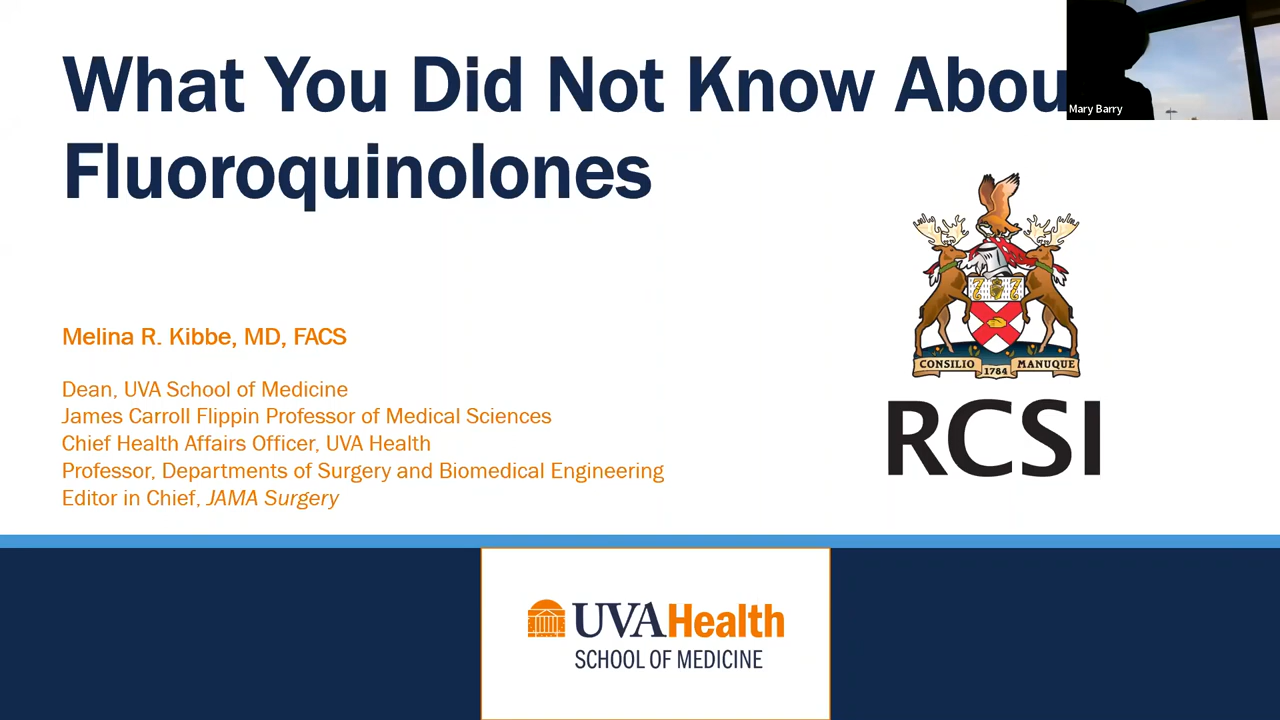 What You Did Not Know Abou
Fluoroquinolones
Mary Barry
Melina R. Kibbe, MD, FACS
Dean, UVA School of Medicine
James Carroll Flippin Professor of Medical Sciences
Chief Health Affairs Officer, UVA Health
Professor, Departments of Surgery and Biomedical Engineering
Editor in Chief, JAMA Surgery
CONSILIO 1784 MANUQUE
RCSI
UVAHealth
SCHOOL OF MEDICINE